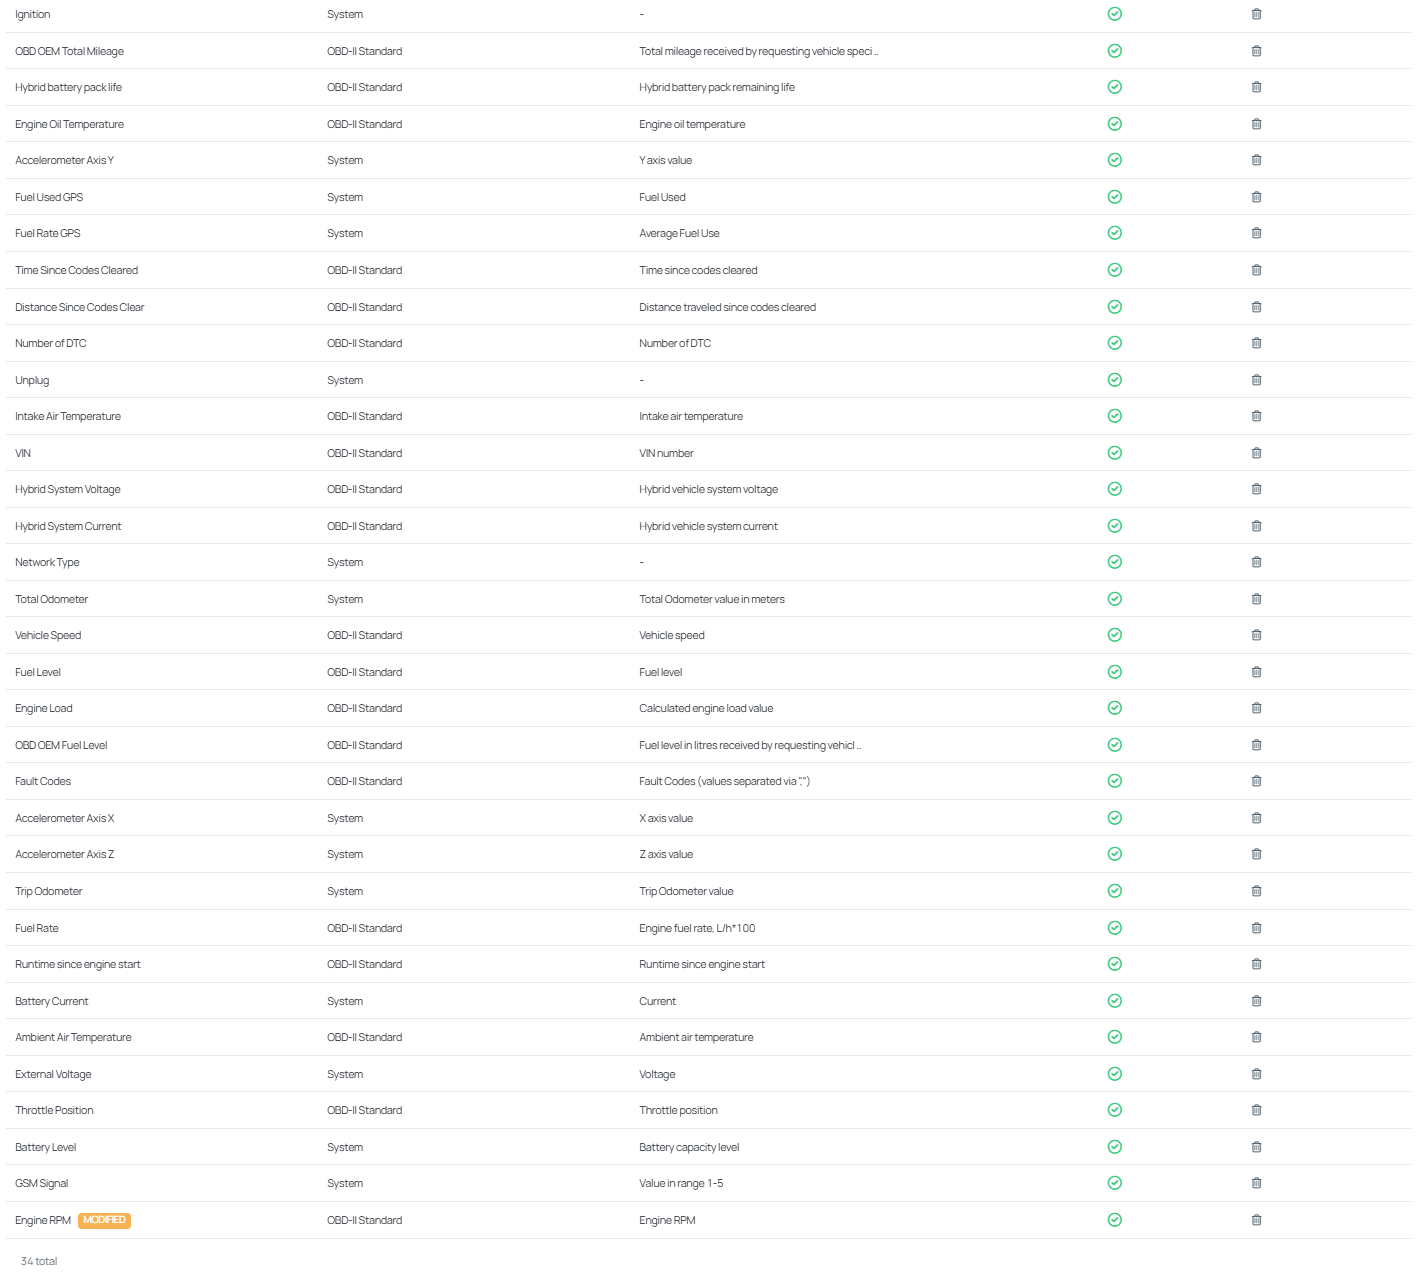 Ignition System -
OBD OEM Total Mileage OBD-II Standard Total mileage received by requesting vehicle speci ..
Hybrid battery pack life OBD-II Standard Hybrid battery pack remaining life
Engine Oil Temperature OBD-II Standard Engine oil temperature
Accelerometer Axis Y System Y axis value
Fuel Used GPS System Fuel Used
Fuel Rate GPS System Average Fuel Use
Time Since Codes Cleared OBD-II Standard Time since codes cleared
Distance Since Codes Clear OBD-II Standard Distance traveled since codes cleared
Number of DTC OBD-II Standard Number of DTC
Unplug System -
Intake Air Temperature OBD-II Standard Intake air temperature
VIN OBD-II Standard VIN number
Hybrid System Voltage OBD-II Standard Hybrid vehicle system voltage
Hybrid System Current OBD-II Standard Hybrid vehicle system current
Network Type System -
Total Odometer System Total Odometer value in meters
Vehicle Speed OBD-II Standard Vehicle speed
Fuel Level OBD-II Standard Fuel level
Engine Load OBD-II Standard Calculated engine load value
OBD OEM Fuel Level OBD-II Standard Fuel level in litres received by requesting vehicl ..
Fault Codes OBD-II Standard Fault Codes (values separated via ",")
Accelerometer Axis X System X axis value
Accelerometer Axis Z System Z axis value
Trip Odometer System Trip Odometer value
Fuel Rate OBD-II Standard Engine fuel rate, L/h*100
Runtime since engine start OBD-II Standard Runtime since engine start
Battery Current System Current
Ambient Air Temperature OBD-II Standard Ambient air temperature
External Voltage System Voltage
Throttle Position OBD-II Standard Throttle position
Battery Level System Battery capacity level
GSM Signal System Value in range 1-5
Engine RPM MODIFIED OBD-II Standard Engine RPM
34 total